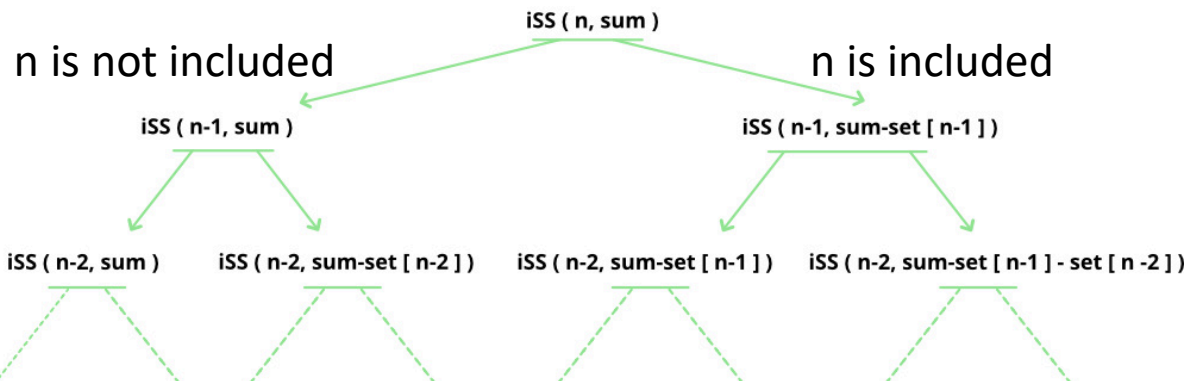 iSS ( n, sum )
n is not included
n is included
iSS ( n-1, sum )
iSS ( n-1, sum-set [ n-1 ] )
iSS ( n-2, sum )
iSS ( n-2, sum-set [ n-2 ] )
iSS ( n-2, sum-set [ n-1 ] )
iSS ( n-2, sum-set [ n-1 ] - set [ n -2 ] )